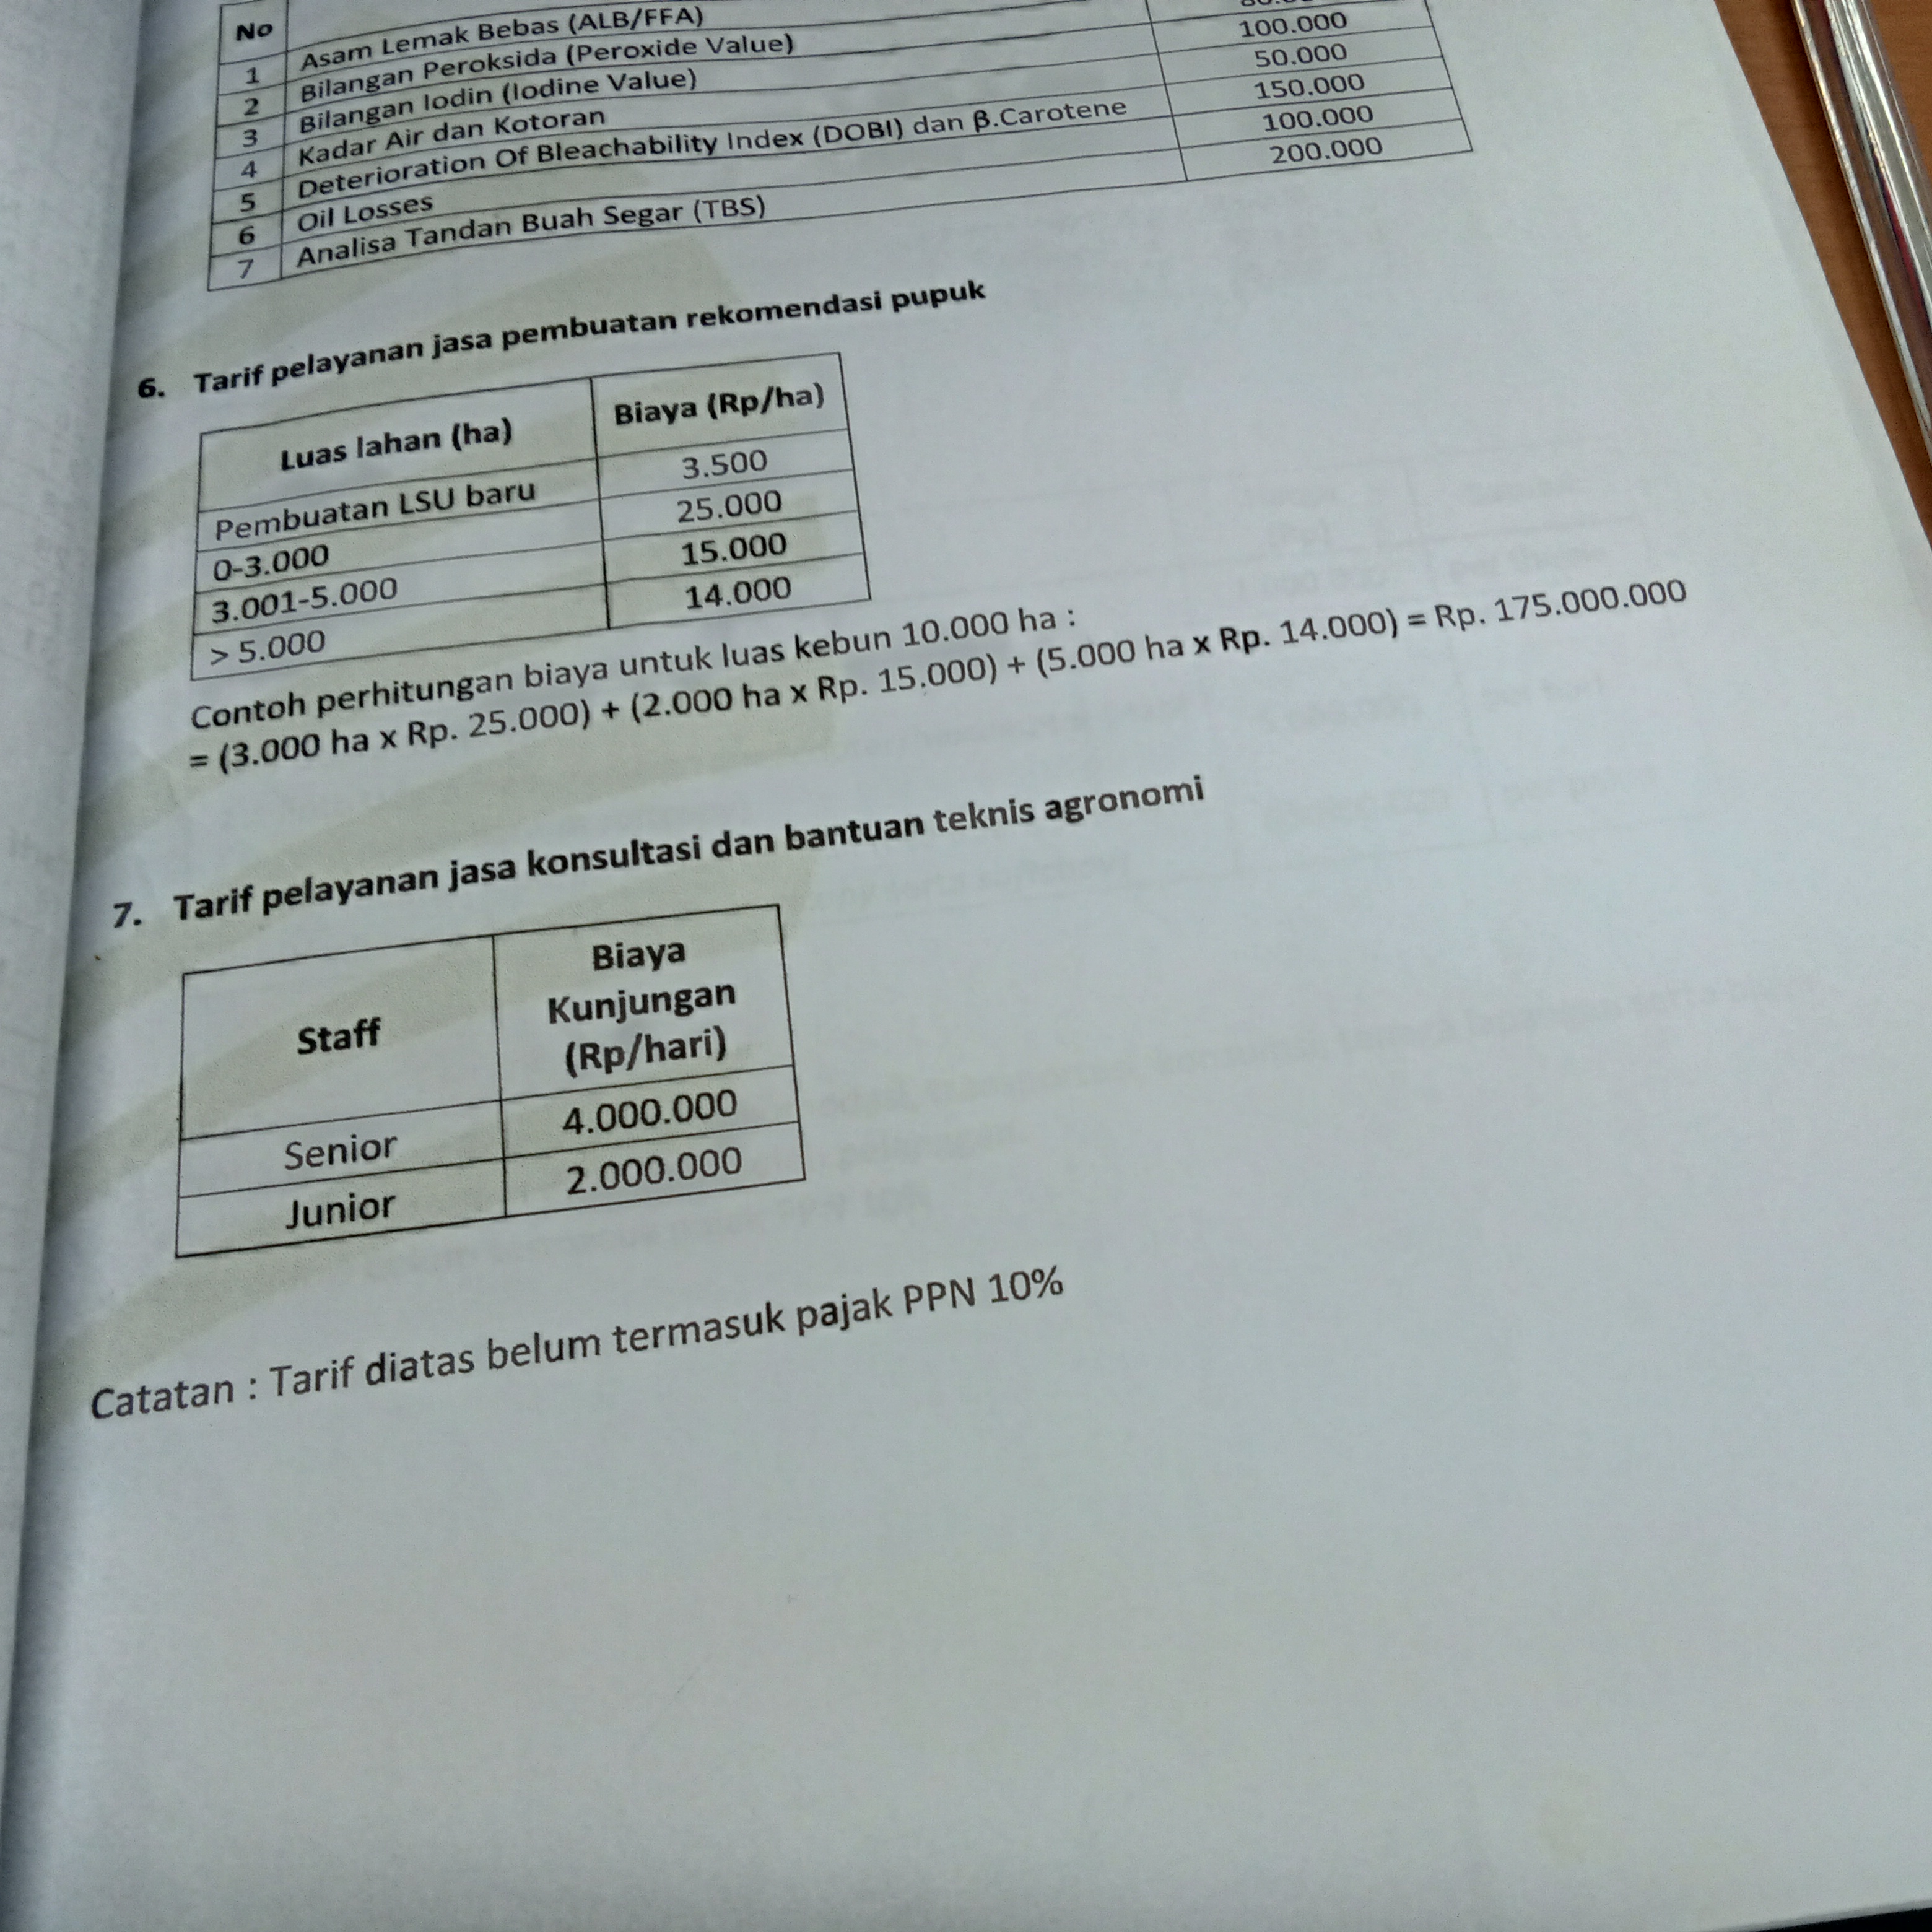 No
1 Asam Lemak Bebas (ALB/FFA)
2 Bilangan Peroksida (Peroxide Value)
3 Bilangan Iodin (Iodine Value) 100.000
4 Kadar Air dan Kotoran 50.000
5 Deterioration Of Bleachability Index (DOBI) dan β.Carotene 150.000
6 Oil Losses 100.000
7 Analisa Tandan Buah Segar (TBS) 200.000
6. Tarif pelayanan jasa pembuatan rekomendasi pupuk
Luas lahan (ha) Biaya (Rp/ha)
Pembuatan LSU baru 3.500
0-3.000 25.000
3.001-5.000 15.000
> 5.000 14.000
Contoh perhitungan biaya untuk luas kebun 10.000 ha :
= (3.000 ha x Rp. 25.000) + (2.000 ha x Rp. 15.000) + (5.000 ha x Rp. 14.000) = Rp. 175.000.000
7. Tarif pelayanan jasa konsultasi dan bantuan teknis agronomi
Staff Biaya
Kunjungan
(Rp/hari)
Senior 4.000.000
Junior 2.000.000
Catatan : Tarif diatas belum termasuk pajak PPN 10%